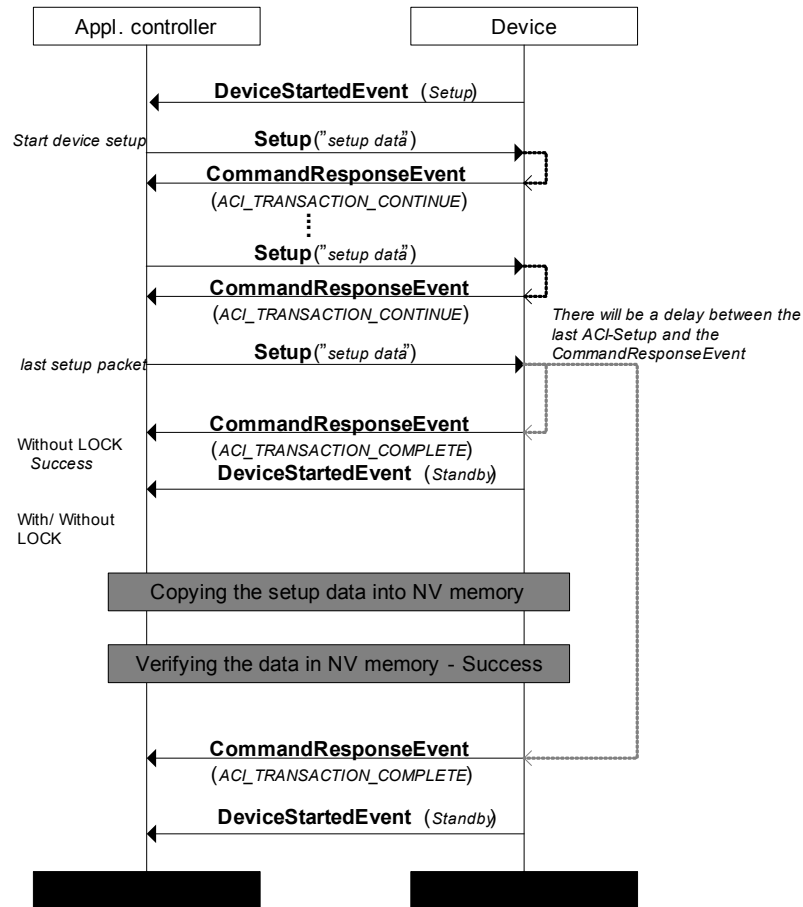 Appl. controller
Device
DeviceStartedEvent (Setup)
Start device setup
Setup("setup data")
CommandResponseEvent
(ACI_TRANSACTION_CONTINUE)
Setup("setup data")
CommandResponseEvent
(ACI_TRANSACTION_CONTINUE)
There will be a delay between the
last ACI-Setup and the
CommandResponseEvent
last setup packet
Setup("setup data")
CommandResponseEvent
(ACI_TRANSACTION_COMPLETE)
Without LOCK
Success
DeviceStartedEvent (Standby)
With/ Without
LOCK
Copying the setup data into NV memory
Verifying the data in NV memory - Success
CommandResponseEvent
(ACI_TRANSACTION_COMPLETE)
DeviceStartedEvent (Standby)